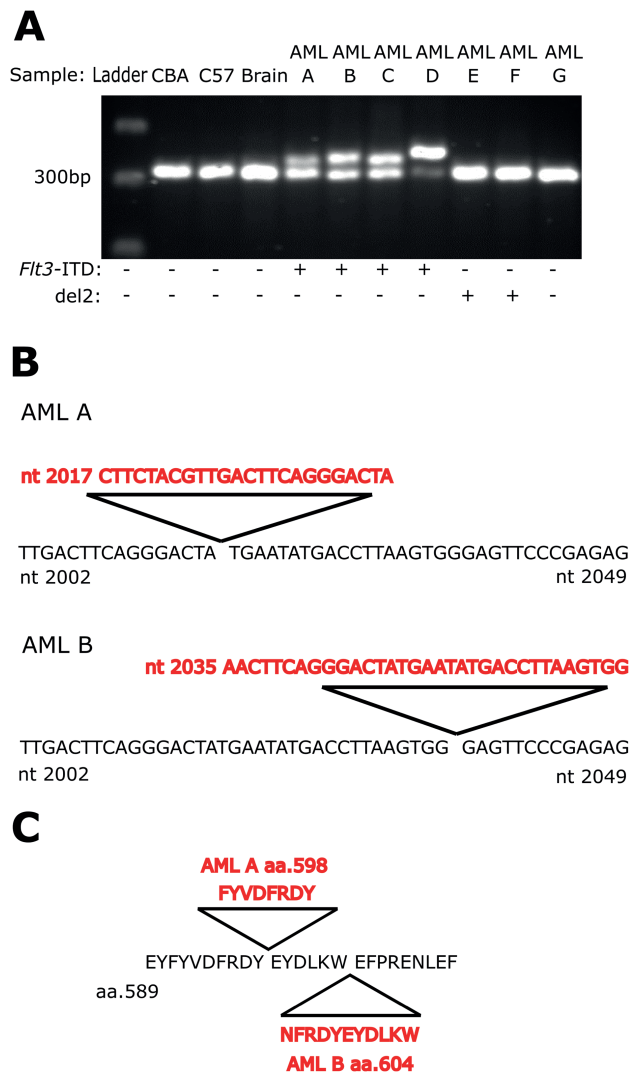 A
AML AML AML AML AML AML AML
Sample: Ladder CBA C57 Brain A B C D E F G
300bp
Flt3-ITD: - - - - + + + + - - -
del2: - - - - - - - - + + -
B
AML A
nt 2017 CTTCTACGTTGACTTCAGGGACTA
TTGACTTCAGGGACTA TGAATATGACCTTAAGTGGGAGTTCCCGAGAG
nt 2002 nt 2049
AML B
nt 2035 AACTTCAGGGACTATGAATATGACCTTAAGTGG
TTGACTTCAGGGACTATGAATATGACCTTAAGTGG GAGTTCCCGAGAG
nt 2002 nt 2049
C
AML A aa.598
FYVDFRDY
EYFYVDFRDY EYDLKW EFPRENLEF
aa.589
NFRDYEYDLKW
AML B aa.604